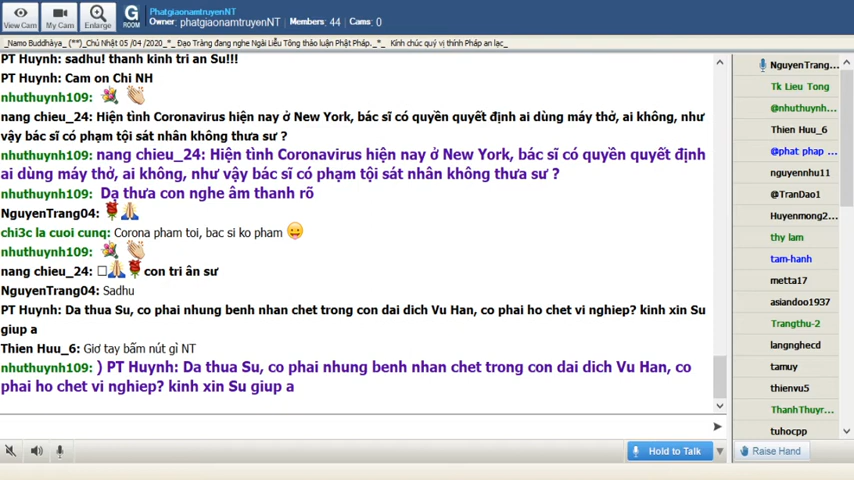 PhatgiaonamtruyenNT
Owner: phatgiaonamtruyenNT | Members: 44 | Cams: 0
View Cam
My Cam
Enlarge
G
ROOM
_Namo Buddhàya_ (**)_Chủ Nhật 05 /04 /2020_*_ Đạo Tràng đang nghe Ngài Liễu Tông thảo luận Phật Pháp._*_ Kính chúc quý vị thính Pháp an lạc_
PT Huynh: sadhu! thanh kinh tri an Su!!!
PT Huynh: Cam on Chi NH
nhuthuynh109:
nang chieu_24: Hiện tình Coronavirus hiện nay ở New York, bác sĩ có quyền quyết định ai dùng máy thở, ai không, như
vậy bác sĩ có phạm tội sát nhân không thưa sư ?
nhuthuynh109: nang chieu_24: Hiện tình Coronavirus hiện nay ở New York, bác sĩ có quyền quyết định
ai dùng máy thở, ai không, như vậy bác sĩ có phạm tội sát nhân không thưa sư ?
nhuthuynh109: Dạ thưa con nghe âm thanh rõ
NguyenTrang04:
chi3c la cuoi cunq: Corona pham toi, bac si ko pham
nhuthuynh109:
nang chieu_24: con tri ân sư
NguyenTrang04: Sadhu
PT Huynh: Da thua Su, co phai nhung benh nhan chet trong con dai dich Vu Han, co phai ho chet vi nghiep? kinh xin Su
giup a
Thien Huu_6: Giơ tay bấm nút gì NT
nhuthuynh109: ) PT Huynh: Da thua Su, co phai nhung benh nhan chet trong con dai dich Vu Han, co
phai ho chet vi nghiep? kinh xin Su giup a
Hold to Talk
NguyenTrang...
Tk Lieu Tong
@nhuthuynh...
Thien Huu_6
@phat phap ...
nguyennhu11
@TranDao1
Huyenmong2...
thy lam
tam-hanh
metta17
asiandoo1937
Trangthu-2
langnghecd
tamuy
thienvu5
ThanhThuyr...
tuhocpp
Raise Hand